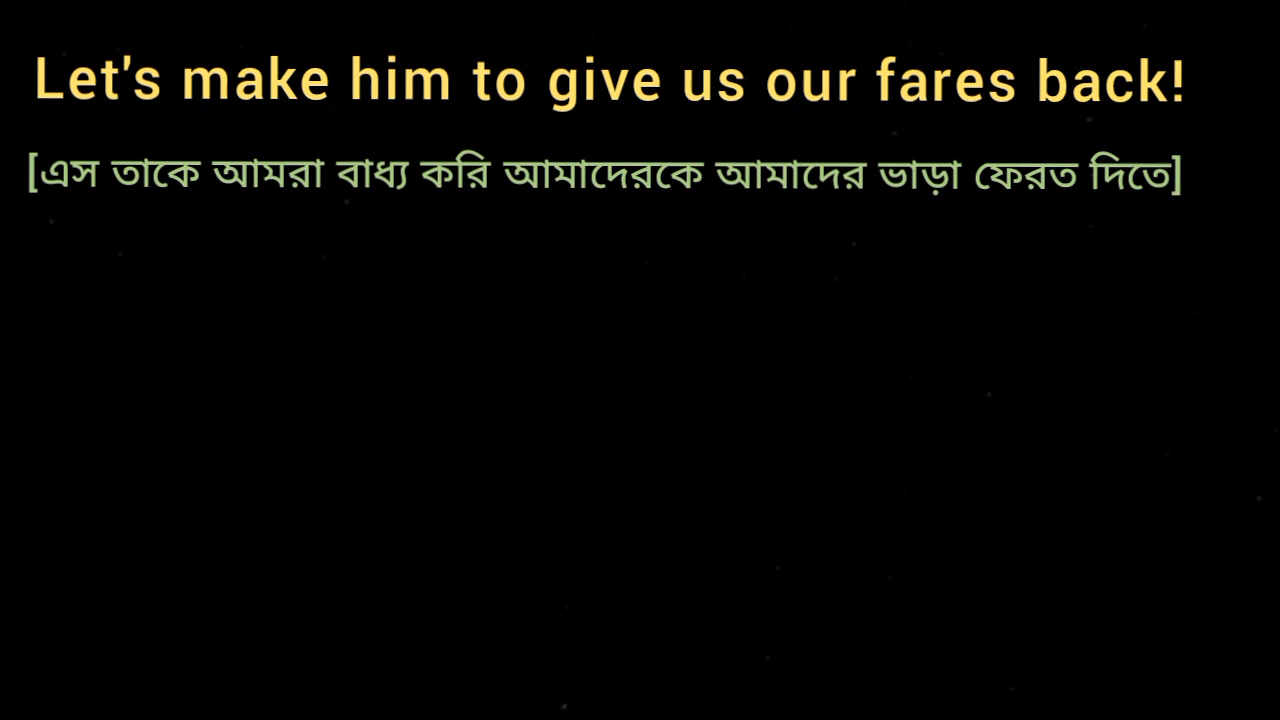 Let's make him to give us our fares back!
[এস তাকে আমরা বাধ্য করি আমাদেরকে আমাদের ভাড়া ফেরত দিতে]